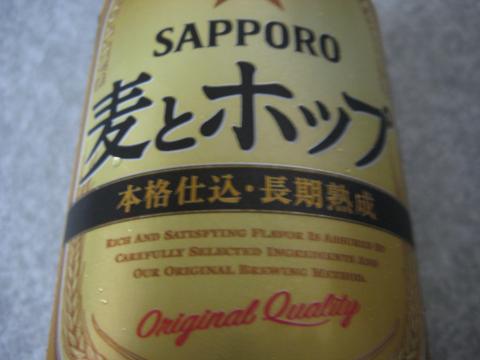 SAPPORO
麦とホップ
本格仕込・長期熟成
RICH AND SATISFYING FLAVOR IS ASSURED BY
CAREFULLY SELECTED INGREDIENTS AND
OUR ORIGINAL BREWING METHOD.
Original Quality